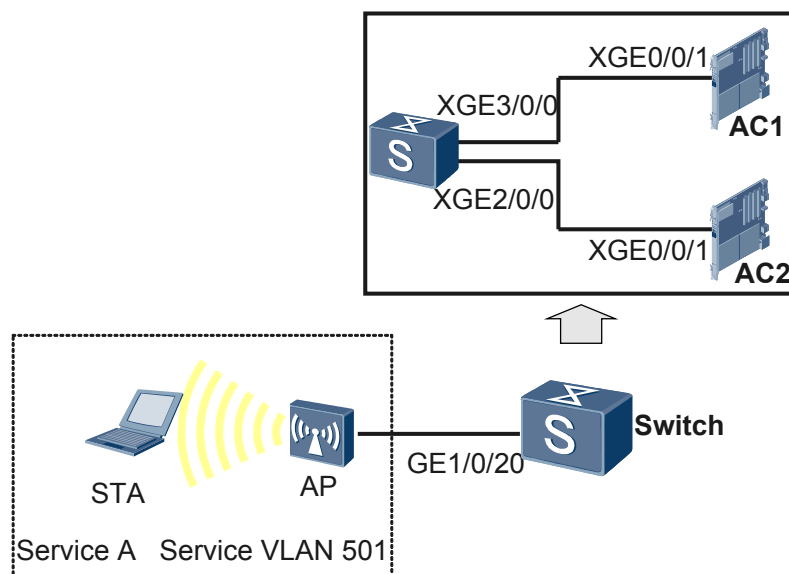 XGE0/0/1
XGE3/0/0
AC1
S
XGE2/0/0
XGE0/0/1
AC2
S
Switch
GE1/0/20
STA
AP
Service A Service VLAN 501